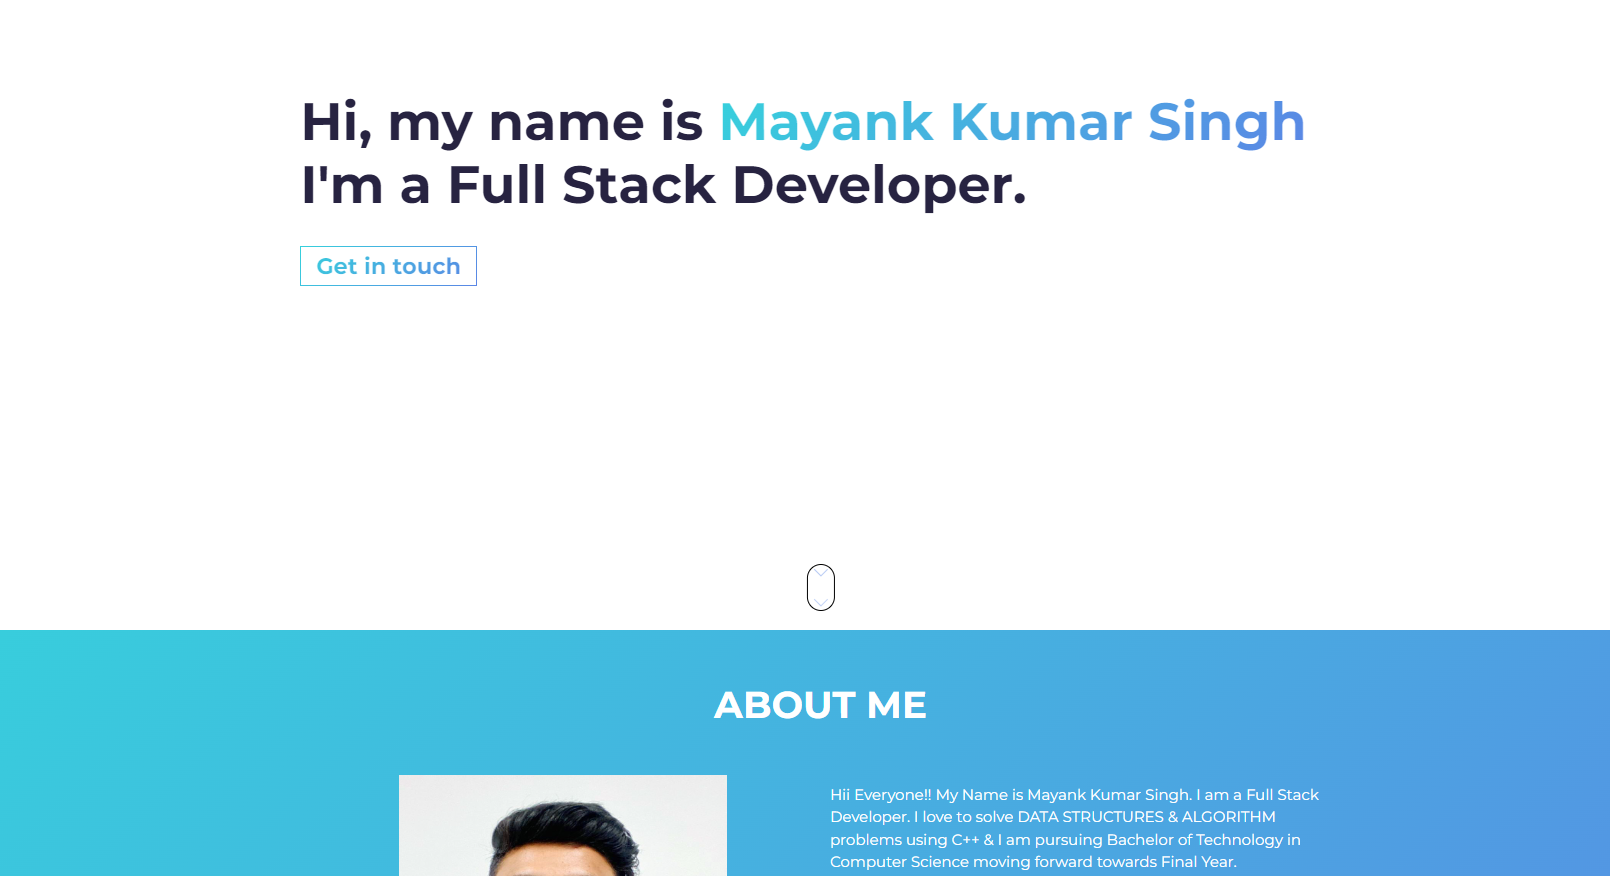 Hi, my name is Mayank Kumar Singh
I'm a Full Stack Developer.
Get in touch
ABOUT ME
Hii Everyone!! My Name is Mayank Kumar Singh. I am a Full Stack
Developer. I love to solve DATA STRUCTURES & ALGORITHM
problems using C++ & I am pursuing Bachelor of Technology in
Computer Science moving forward towards Final Year.